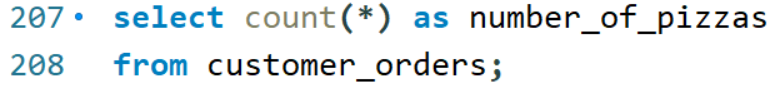 207 • select count(*) as number_of_pizzas
208 from customer_orders;